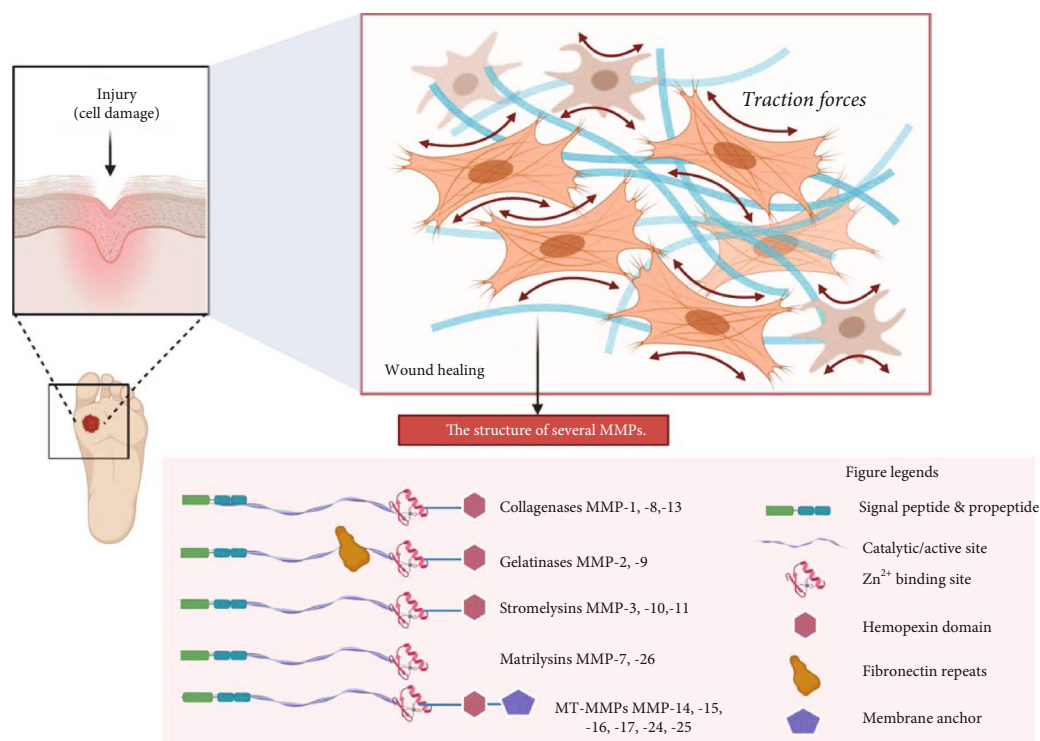 Injury
(cell damage)
Traction forces
Wound healing
The structure of several MMPs.
Collagenases MMP-1, -8,-13
Gelatinases MMP-2, -9
Stromelysins MMP-3, -10,-11
Matrilysins MMP-7, -26
MT-MMPs MMP-14, -15,
-16, -17, -24, -25
Figure legends
Signal peptide & propeptide
Catalytic/active site
Zn²⁺ binding site
Hemopexin domain
Fibronectin repeats
Membrane anchor